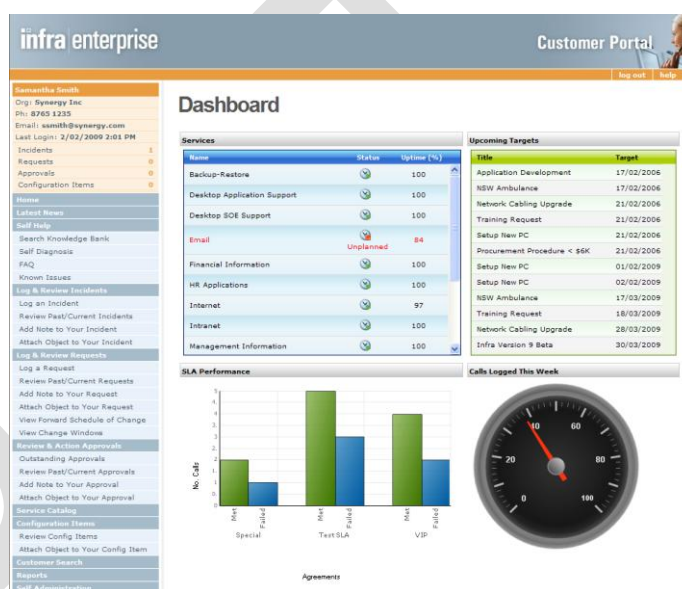 infra enterprise
Customer Portal
log out help
Samantha Smith
Org: Synergy Inc
Ph: 8765 1235
Email: ssmith@synergy.com
Last Login: 2/02/2009 2:01 PM
Incidents 1
Requests 0
Approvals 0
Configuration Items 0
Home
Latest News
Self Help
Search Knowledge Bank
Self Diagnosis
FAQ
Known Issues
Log & Review Incidents
Log an Incident
Review Past/Current Incidents
Add Note to Your Incident
Attach Object to Your Incident
Log & Review Requests
Log a Request
Review Past/Current Requests
Add Note to Your Request
Attach Object to Your Request
View Forward Schedule of Change
View Change Windows
Review & Action Approvals
Outstanding Approvals
Review Past/Current Approvals
Add Note to Your Approval
Attach Object to Your Approval
Service Catalog
Configuration Items
Review Config Items
Attach Object to Your Config Item
Customer Search
Reports
Self Administration
Dashboard
Services
Name Status Uptime (%)
Backup-Restore 100
Desktop Application Support 100
Desktop SOE Support 100
Email Unplanned 84
Financial Information 100
HR Applications 100
Internet 97
Intranet 100
Management Information 100
Upcoming Targets
Title Target
Application Development 17/02/2006
NSW Ambulance 17/02/2006
Network Cabling Upgrade 21/02/2006
Training Request 21/02/2006
Setup New PC 21/02/2006
Procurement Procedure < $6K 21/02/2006
Setup New PC 01/02/2009
Setup New PC 02/02/2009
NSW Ambulance 17/03/2009
Training Request 18/03/2009
Network Cabling Upgrade 28/03/2009
Infra Version 9 Beta 30/03/2009
SLA Performance
No. Calls
Met Failed Met Failed Met Failed
Special Test SLA VIP
Agreements
Calls Logged This Week
0 20 40 60 80 100